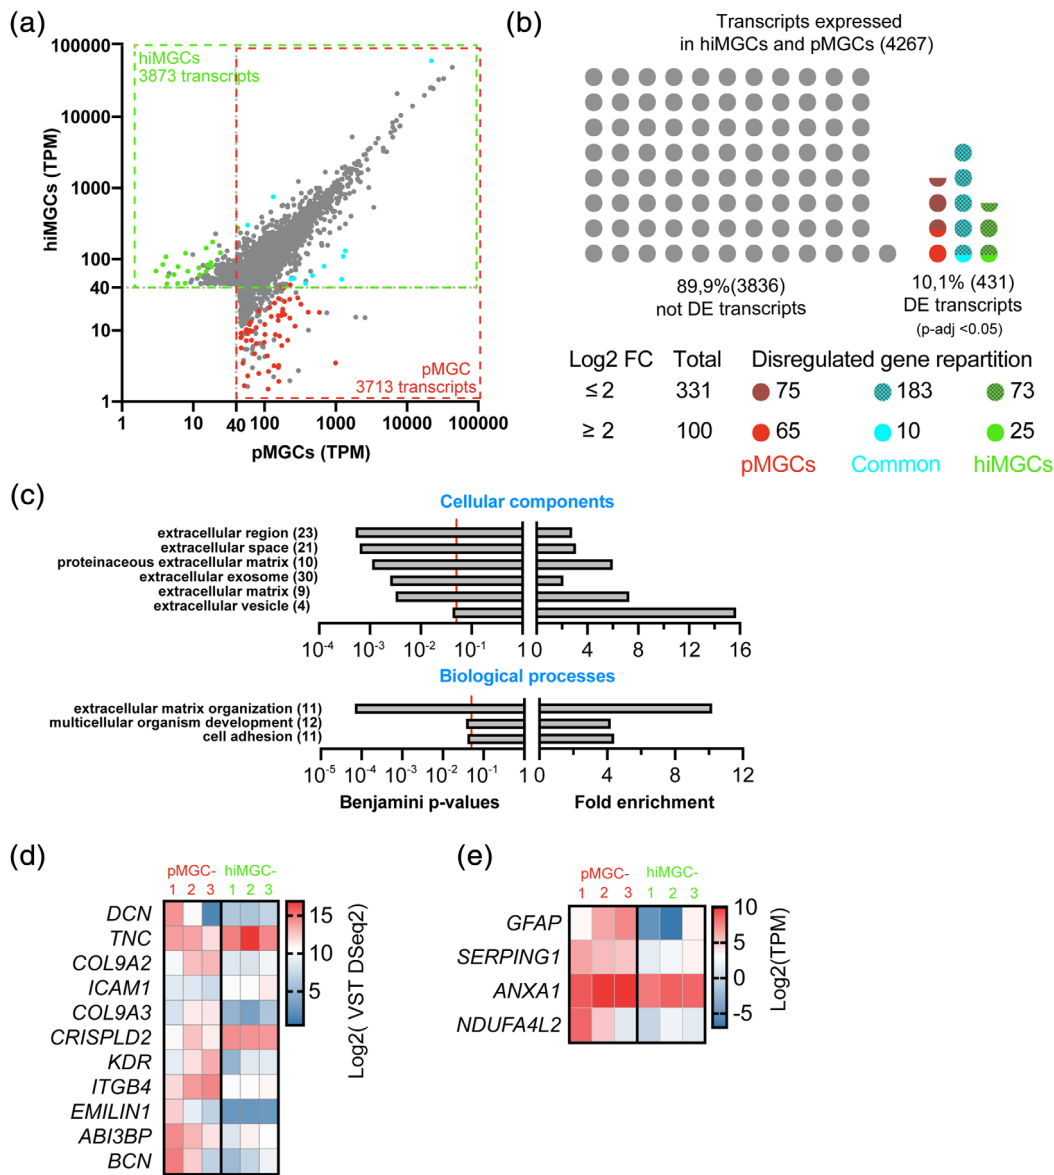 (a)
100000
10000
1000
100
40
10
1
hiMGCs (TPM)
hiMGCs
3873 transcripts
pMGC
3713 transcripts
1 10 40 100 1000 10000 100000
pMGCs (TPM)
(b)
Transcripts expressed
in hiMGCs and pMGCs (4267)
89,9%(3836)
not DE transcripts
10,1% (431)
DE transcripts
(p-adj <0.05)
Log2 FC Total Disregulated gene repartition
≤ 2 331 75 183 73
≥ 2 100 65 10 25
pMGCs Common hiMGCs
(c)
Cellular components
extracellular region (23)
extracellular space (21)
proteinaceous extracellular matrix (10)
extracellular exosome (30)
extracellular matrix (9)
extracellular vesicle (4)
10-4 10-3 10-2 10-1 1 0 4 8 12 16
Biological processes
extracellular matrix organization (11)
multicellular organism development (12)
cell adhesion (11)
10-5 10-4 10-3 10-2 10-1 1 0 4 8 12
Benjamini p-values Fold enrichment
(d)
pMGC- hiMGC-
1 2 3 1 2 3
DCN
TNC
COL9A2
ICAM1
COL9A3
CRISPLD2
KDR
ITGB4
EMILIN1
ABI3BP
BCN
15
10
5
Log2( VST DSeq2)
(e)
pMGC- hiMGC-
1 2 3 1 2 3
GFAP
SERPING1
ANXA1
NDUFA4L2
10
5
0
−5
Log2(TPM)